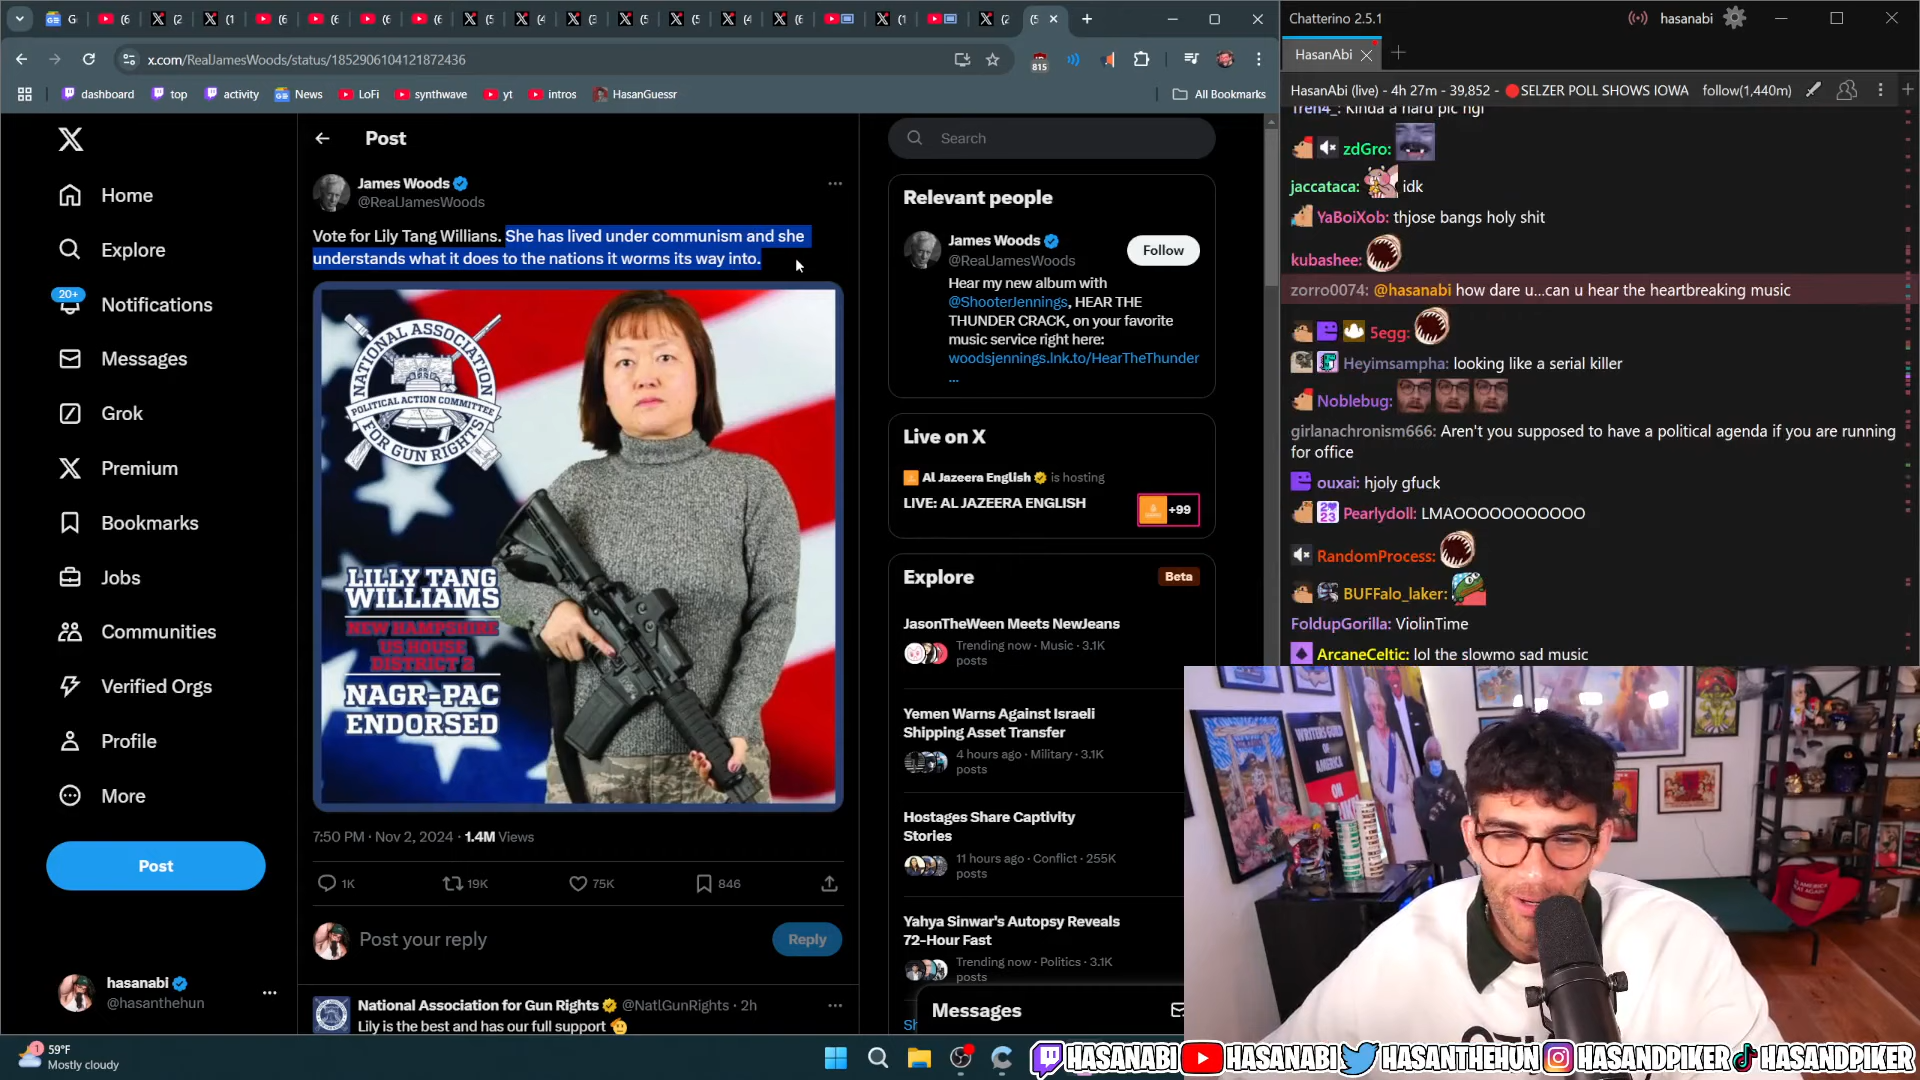 x.com/RealJamesWoods/status/1852906104121872436
815
dashboard
top
activity
News
LoFi
synthwave
yt
intros
HasanGuessr
All Bookmarks
Home
Explore
20+
Notifications
Messages
Grok
Premium
Bookmarks
Jobs
Communities
Verified Orgs
Profile
More
Post
hasanabi
@hasanthehun
Post
James Woods
@RealJamesWoods
Vote for Lily Tang Willians. She has lived under communism and she
understands what it does to the nations it worms its way into.
NATIONAL ASSOCIATION
POLITICAL ACTION COMMITTEE
FOR GUN RIGHTS
LILLY TANG
WILLIAMS
NEW HAMPSHIRE
US HOUSE
DISTRICT 2
NAGR-PAC
ENDORSED
7:50 PM · Nov 2, 2024 · 1.4M Views
1K
19K
75K
846
Post your reply
Reply
National Association for Gun Rights @NatlGunRights · 2h
Lily is the best and has our full support
Search
Relevant people
James Woods
@RealJamesWoods
Follow
Hear my new album with
@ShooterJennings, HEAR THE
THUNDER CRACK, on your favorite
music service right here:
woodsjennings.lnk.to/HearTheThunder
...
Live on X
Al Jazeera English is hosting
LIVE: AL JAZEERA ENGLISH
+99
Explore
Beta
JasonTheWeen Meets NewJeans
Trending now · Music · 3.1K
posts
Yemen Warns Against Israeli
Shipping Asset Transfer
4 hours ago · Military · 3.1K
posts
Hostages Share Captivity
Stories
11 hours ago · Conflict · 255K
posts
Yahya Sinwar's Autopsy Reveals
72-Hour Fast
Trending now · Politics · 3.1K
posts
Messages
Chatterino 2.5.1
hasanabi
HasanAbi
HasanAbi (live) - 4h 27m - 39,852 - SELZER POLL SHOWS IOWA
follow(1,440m)
Tren4_: Kinda a hard pic ngl
zdGro:
jaccataca: idk
YaBoiXob: thjose bangs holy shit
kubashee:
zorro0074: @hasanabi how dare u...can u hear the heartbreaking music
5egg:
Heyimsampha: looking like a serial killer
Noblebug:
girlanachronism666: Aren't you supposed to have a political agenda if you are running
for office
ouxai: hjoly gfuck
Pearlydoll: LMAOOOOOOOOOOO
RandomProcess:
BUFFalo_laker:
FoldupGorilla: ViolinTime
ArcaneCeltic: lol the slowmo sad music
WRITERS GUILD OF
AMERICA
ON
1
59°F
Mostly cloudy
HASANABI
HASANABI
HASANTHEHUN
HASANDPIKER
HASANDPIKER